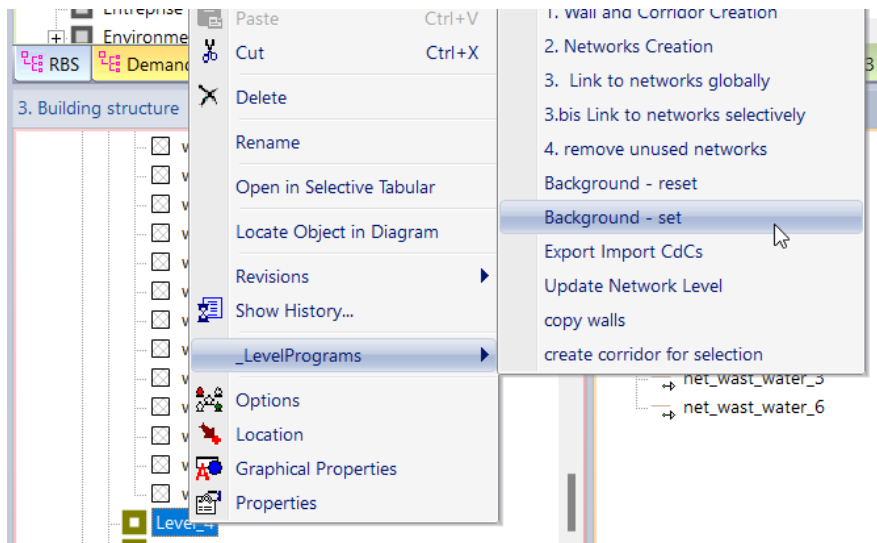 Entreprise
Environme
RBS
Demand
3. Building structure
Paste Ctrl+V
Cut Ctrl+X
Delete
Rename
Open in Selective Tabular
Locate Object in Diagram
Revisions
Show History...
_LevelPrograms
Options
Location
Graphical Properties
Properties
1. Wall and Corridor Creation
2. Networks Creation
3. Link to networks globally
3.bis Link to networks selectively
4. remove unused networks
Background - reset
Background - set
Export Import CdCs
Update Network Level
copy walls
create corridor for selection
3
net_wast_water_3
net_wast_water_6
Level_4